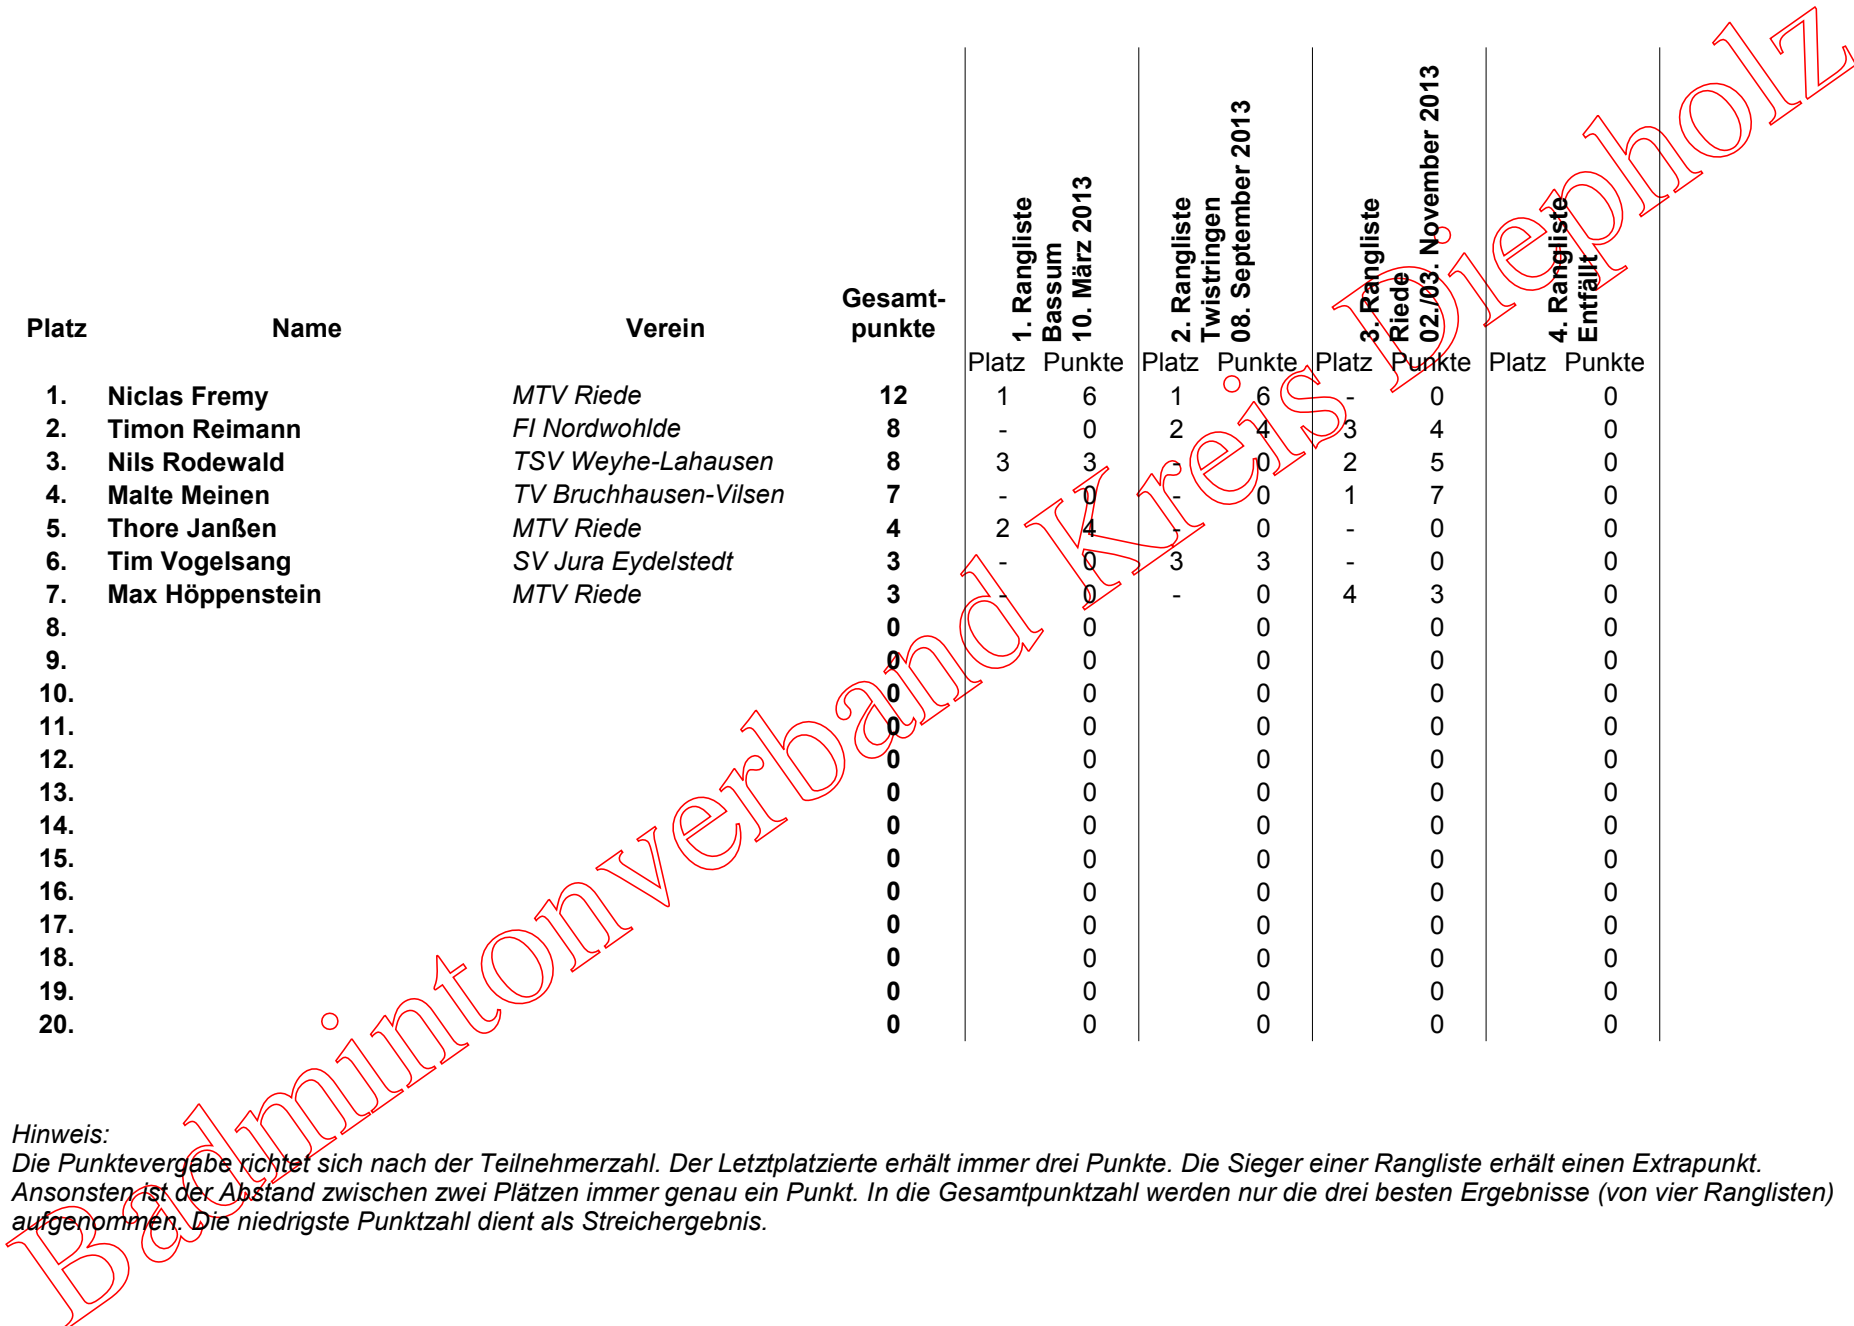 1. Rangliste
Bassum
10. März 2013
2. Rangliste
Twistringen
08. September 2013
3. Rangliste
Riede
02./03. November 2013
4. Rangliste
Entfällt
Platz Name Verein Gesamt-
punkte
Platz Punkte Platz Punkte Platz Punkte Platz Punkte
1. Niclas Fremy MTV Riede 12 1 6 1 6 - 0 0
2. Timon Reimann FI Nordwohlde 8 - 0 2 4 3 4 0
3. Nils Rodewald TSV Weyhe-Lahausen 8 3 3 - 0 2 5 0
4. Malte Meinen TV Bruchhausen-Vilsen 7 - 0 - 0 1 7 0
5. Thore Janßen MTV Riede 4 2 4 - 0 - 0 0
6. Tim Vogelsang SV Jura Eydelstedt 3 - 0 3 3 - 0 0
7. Max Höppenstein MTV Riede 3 - 0 - 0 4 3 0
8. 0 0 0 0 0
9. 0 0 0 0 0
10. 0 0 0 0 0
11. 0 0 0 0 0
12. 0 0 0 0 0
13. 0 0 0 0 0
14. 0 0 0 0 0
15. 0 0 0 0 0
16. 0 0 0 0 0
17. 0 0 0 0 0
18. 0 0 0 0 0
19. 0 0 0 0 0
20. 0 0 0 0 0
Hinweis:
Die Punktevergabe richtet sich nach der Teilnehmerzahl. Der Letztplatzierte erhält immer drei Punkte. Die Sieger einer Rangliste erhält einen Extrapunkt.
Ansonsten ist der Abstand zwischen zwei Plätzen immer genau ein Punkt. In die Gesamtpunktzahl werden nur die drei besten Ergebnisse (von vier Ranglisten)
aufgenommen. Die niedrigste Punktzahl dient als Streichergebnis.
Badmintonverband Kreis Diepholz